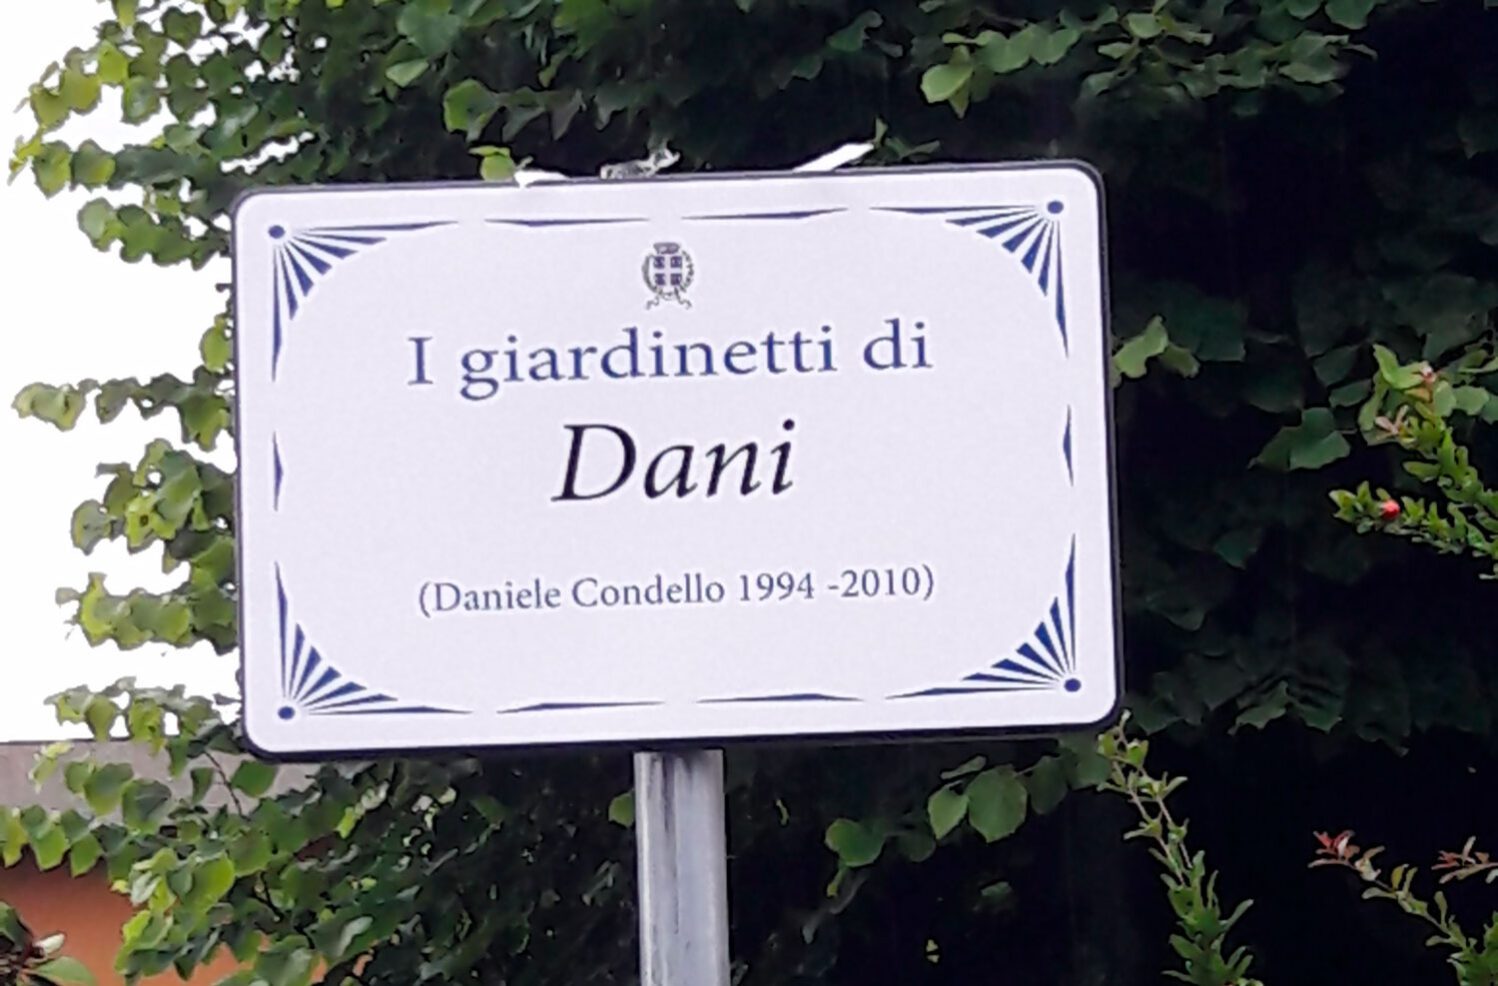 I giardinetti di
Dani
(Daniele Condello 1994 -2010)